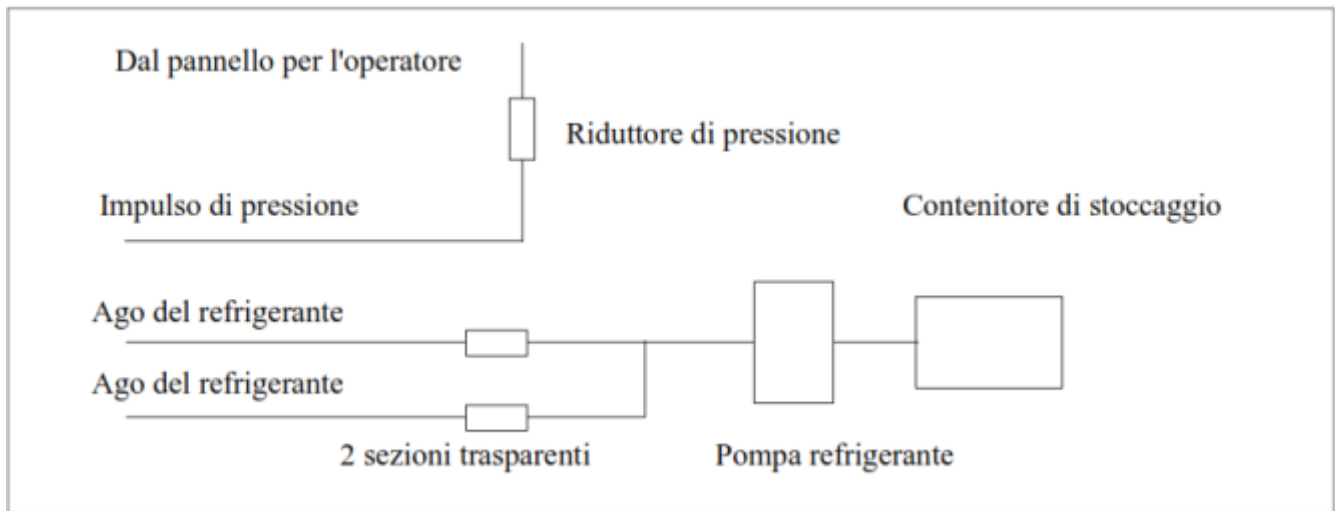 Dal pannello per l'operatore
Riduttore di pressione
Impulso di pressione
Contenitore di stoccaggio
Ago del refrigerante
Ago del refrigerante
2 sezioni trasparenti
Pompa refrigerante